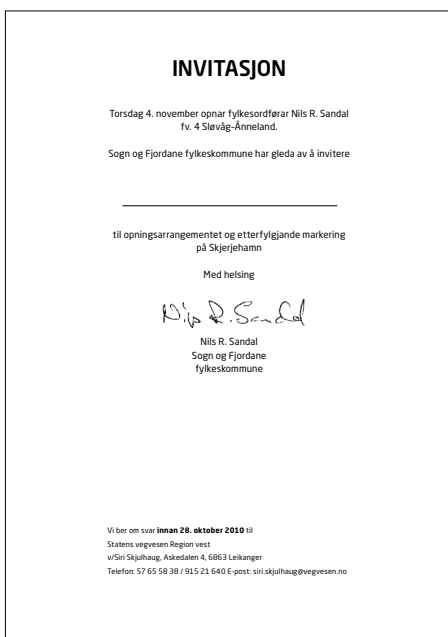 INVITASJON
Torsdag 4. november opnar fylkesordførar Nils R. Sandal
fv. 4 Sløvåg-Ånneland.
Sogn og Fjordane fylkeskommune har gleda av å invitere
til opningsarrangementet og etterfylgjande markering
på Skjerjehamn
Med helsing
Nils R. Sandal
Nils R. Sandal
Sogn og Fjordane
fylkeskommune
Vi ber om svar innan 28. oktober 2010 til
Statens vegvesen Region vest
v/Siri Skjulhaug, Askedalen 4, 6863 Leikanger
Telefon: 57 65 58 38 / 915 21 640 E-post: siri.skjulhaug@vegvesen.no